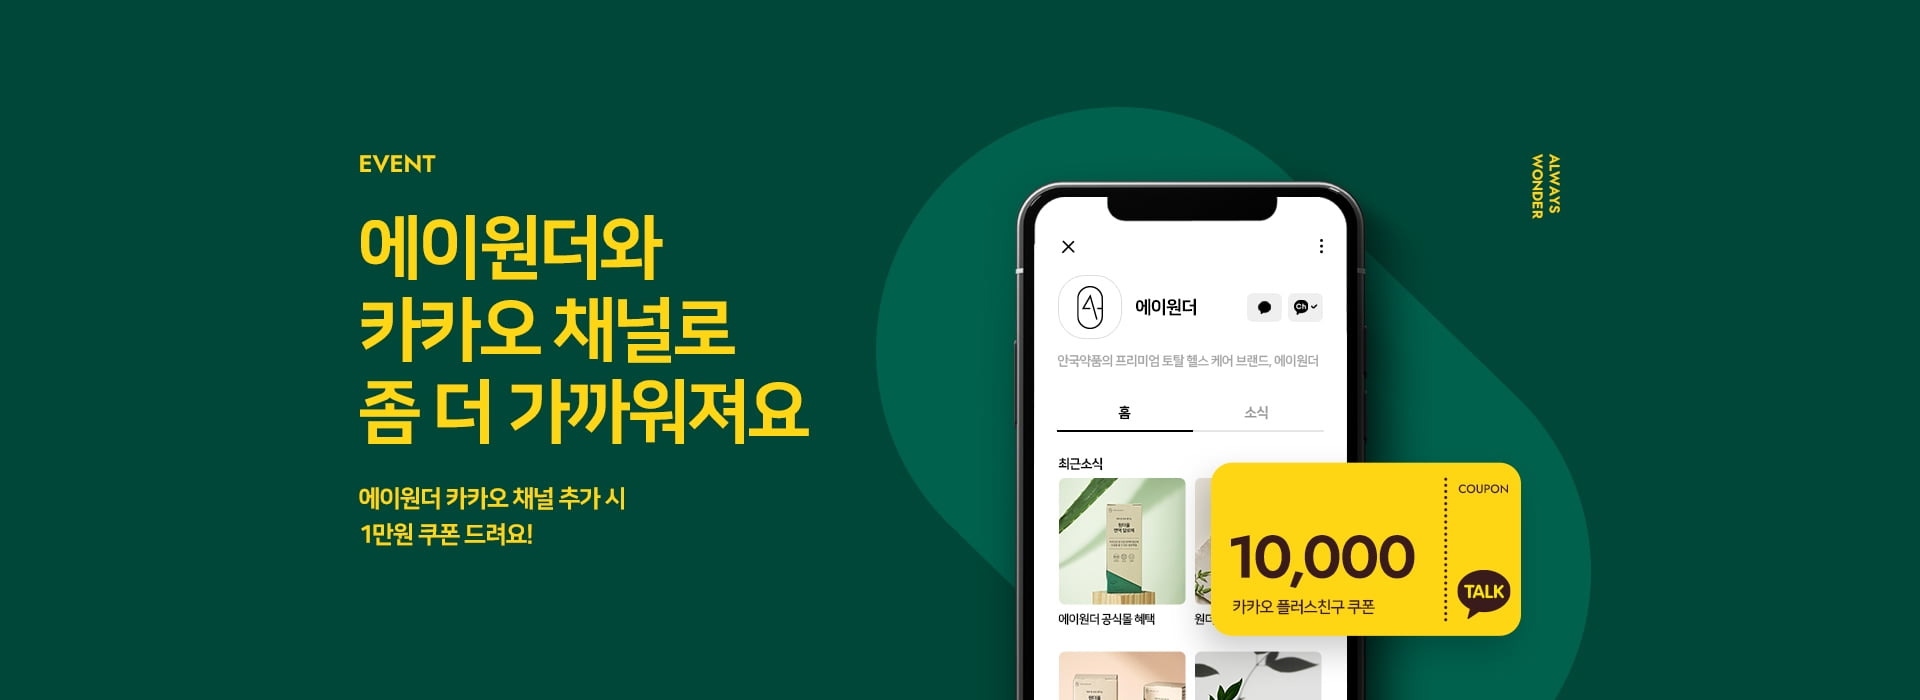 EVENT
에이원더와
카카오 채널로
좀 더 가까워져요
에이원더 카카오 채널 추가 시
1만원 쿠폰 드려요!
ALWAYS
WONDER
에이원더
Ch
안국약품의 프리미엄 토탈 헬스 케어 브랜드, 에이원더
홈 소식
최근소식
에이원더 공식몰 혜택
원더
COUPON
10,000
카카오 플러스친구 쿠폰
TALK